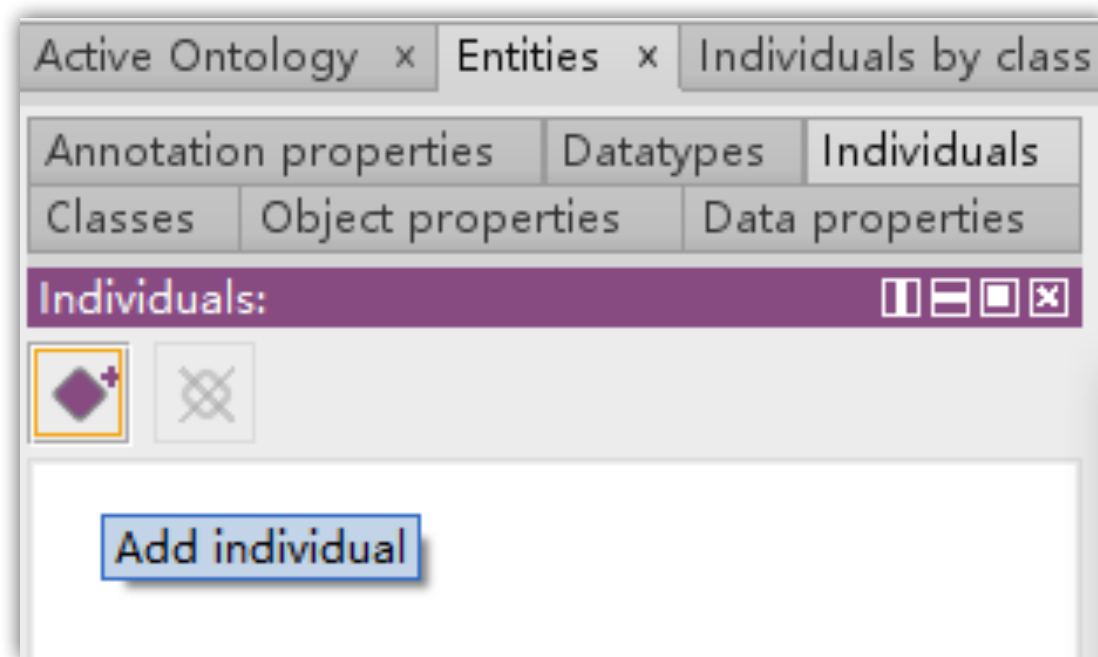 Active Ontology x Entities x Individuals by class
Annotation properties Datatypes Individuals
Classes Object properties Data properties
Individuals:
Add individual